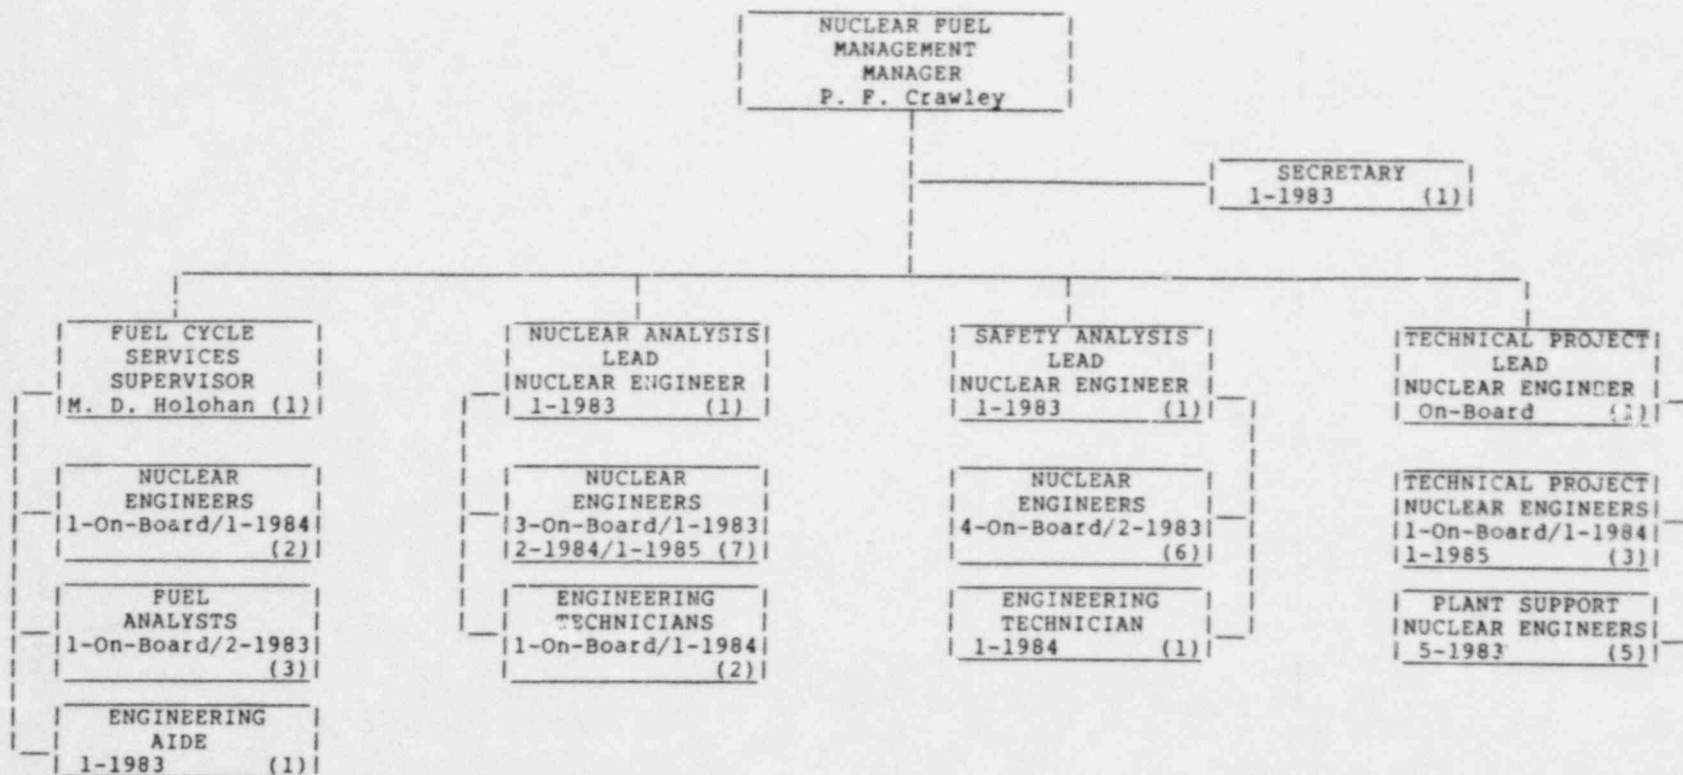 NUCLEAR FUEL
MANAGEMENT
MANAGER
P. F. Crawley
SECRETARY
1-1983 (1)
FUEL CYCLE
SERVICES
SUPERVISOR
M. D. Holohan (1)
NUCLEAR
ENGINEERS
1-On-Board/1-1984
(2)
FUEL
ANALYSTS
1-On-Board/2-1983
(3)
ENGINEERING
AIDE
1-1983 (1)
NUCLEAR ANALYSIS
LEAD
NUCLEAR ENGINEER
1-1983 (1)
NUCLEAR
ENGINEERS
3-On-Board/1-1983
2-1984/1-1985 (7)
ENGINEERING
TECHNICIANS
1-On-Board/1-1984
(2)
SAFETY ANALYSIS
LEAD
NUCLEAR ENGINEER
1-1983 (1)
NUCLEAR
ENGINEERS
4-On-Board/2-1983
(6)
ENGINEERING
TECHNICIAN
1-1984 (1)
TECHNICAL PROJECT
LEAD
NUCLEAR ENGINEER
On-Board (1)
TECHNICAL PROJECT
NUCLEAR ENGINEERS
1-On-Board/1-1984
1-1985 (3)
PLANT SUPPORT
NUCLEAR ENGINEERS
5-1983 (5)